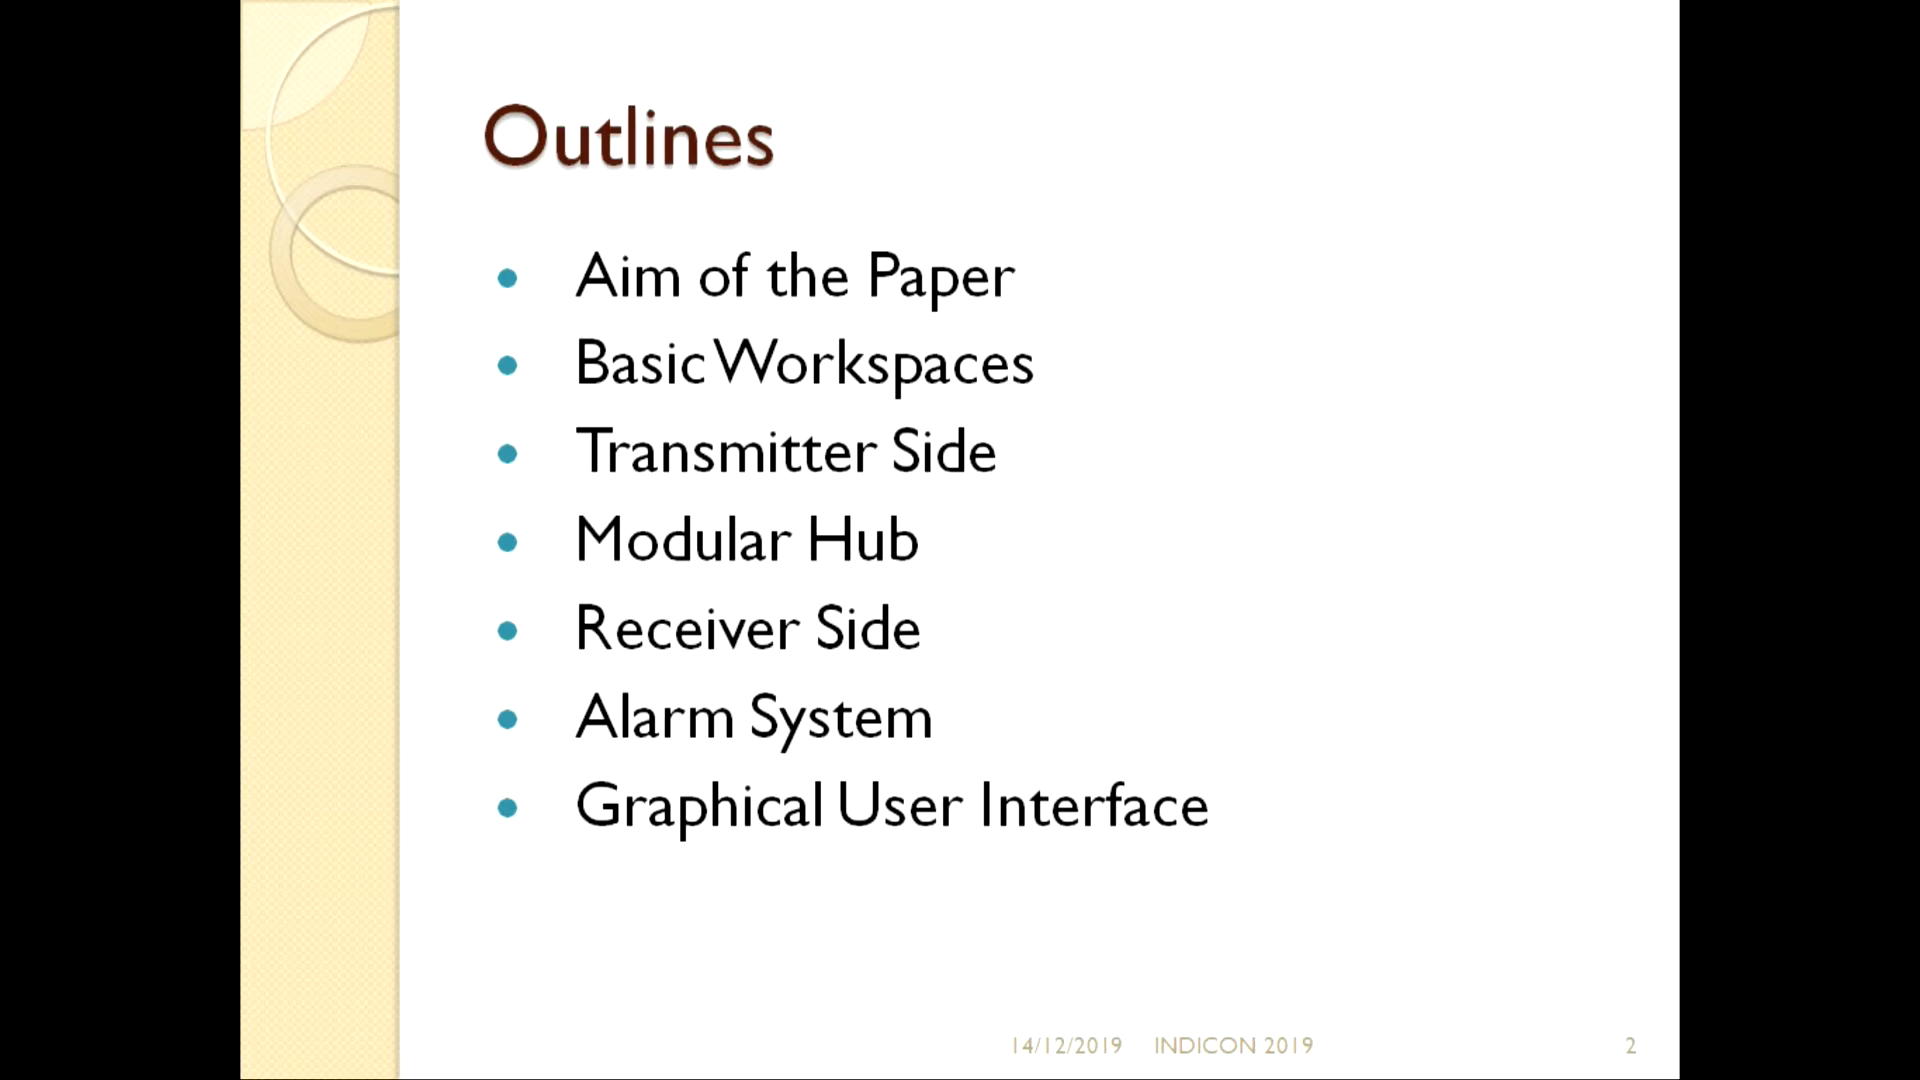 Outlines
• Aim of the Paper
• Basic Workspaces
• Transmitter Side
• Modular Hub
• Receiver Side
• Alarm System
• Graphical User Interface
14/12/2019 INDICON 2019 2